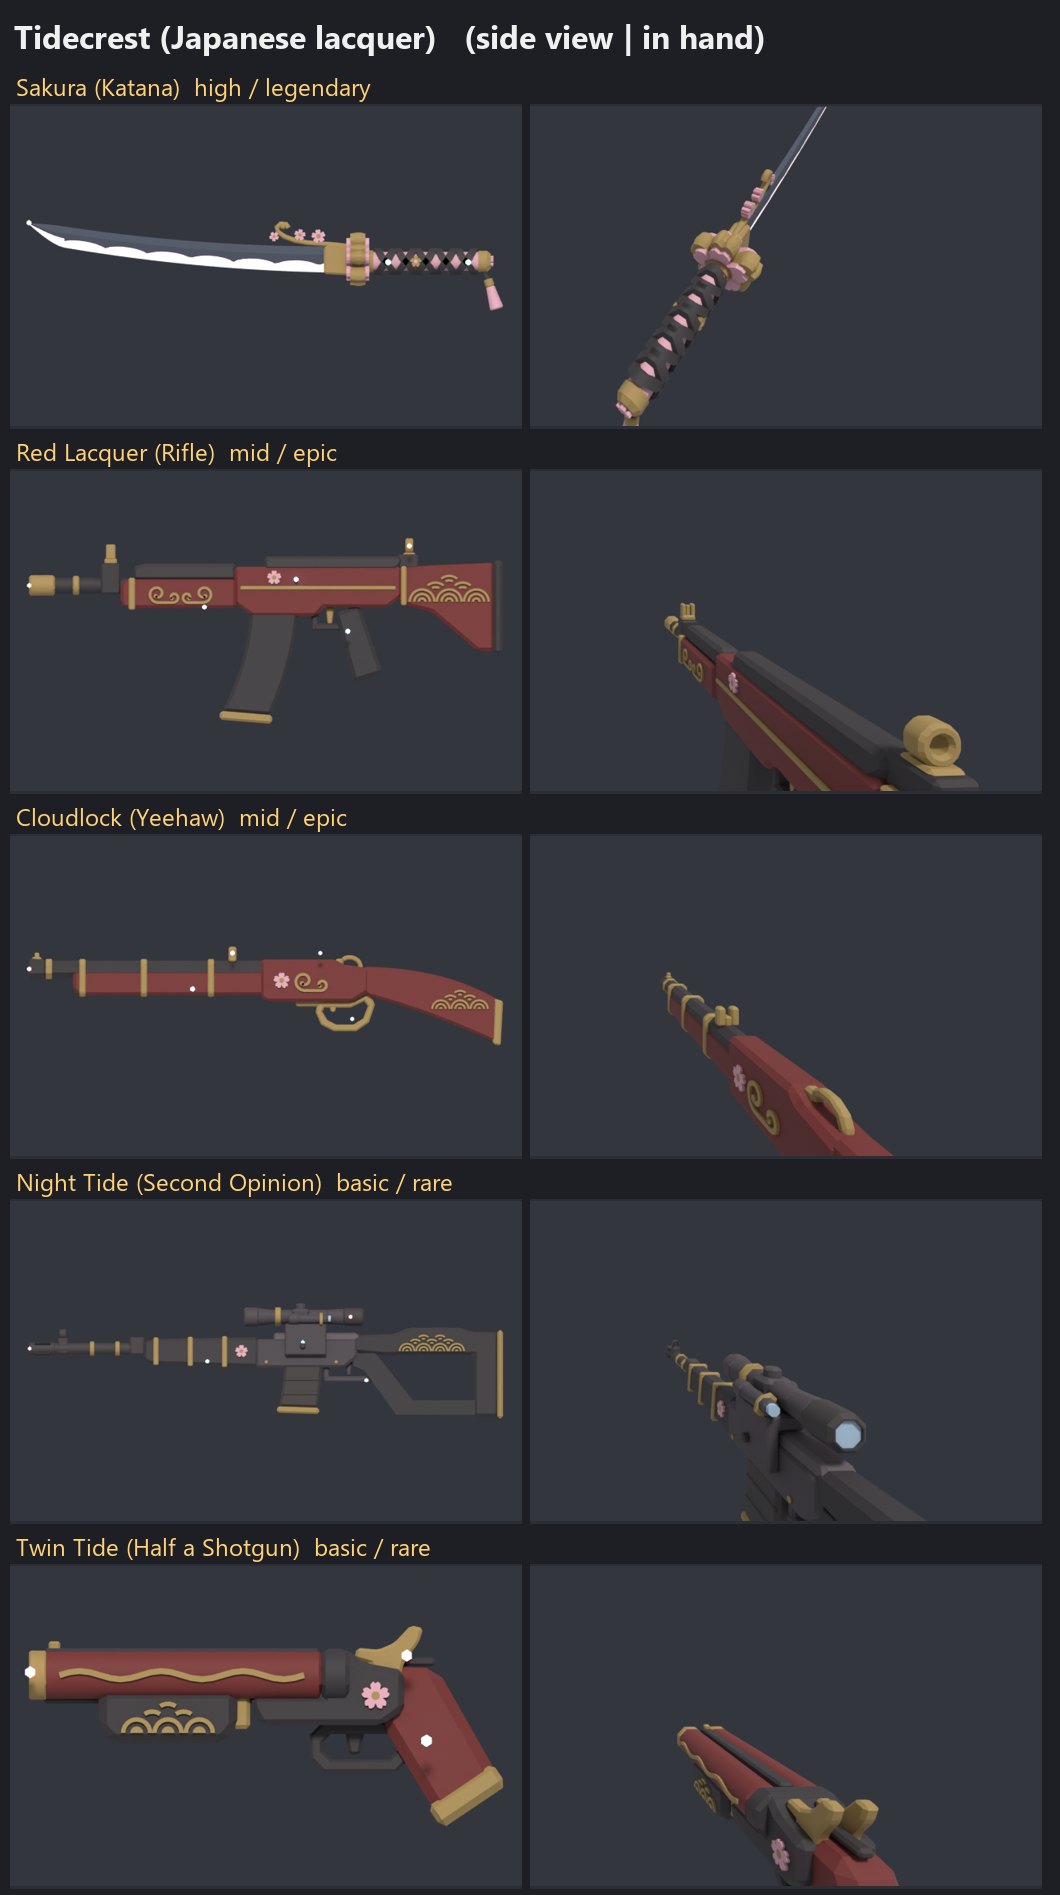 Tidecrest (Japanese lacquer) (side view | in hand)
Sakura (Katana) high / legendary
Red Lacquer (Rifle) mid / epic
Cloudlock (Yeehaw) mid / epic
Night Tide (Second Opinion) basic / rare
Twin Tide (Half a Shotgun) basic / rare